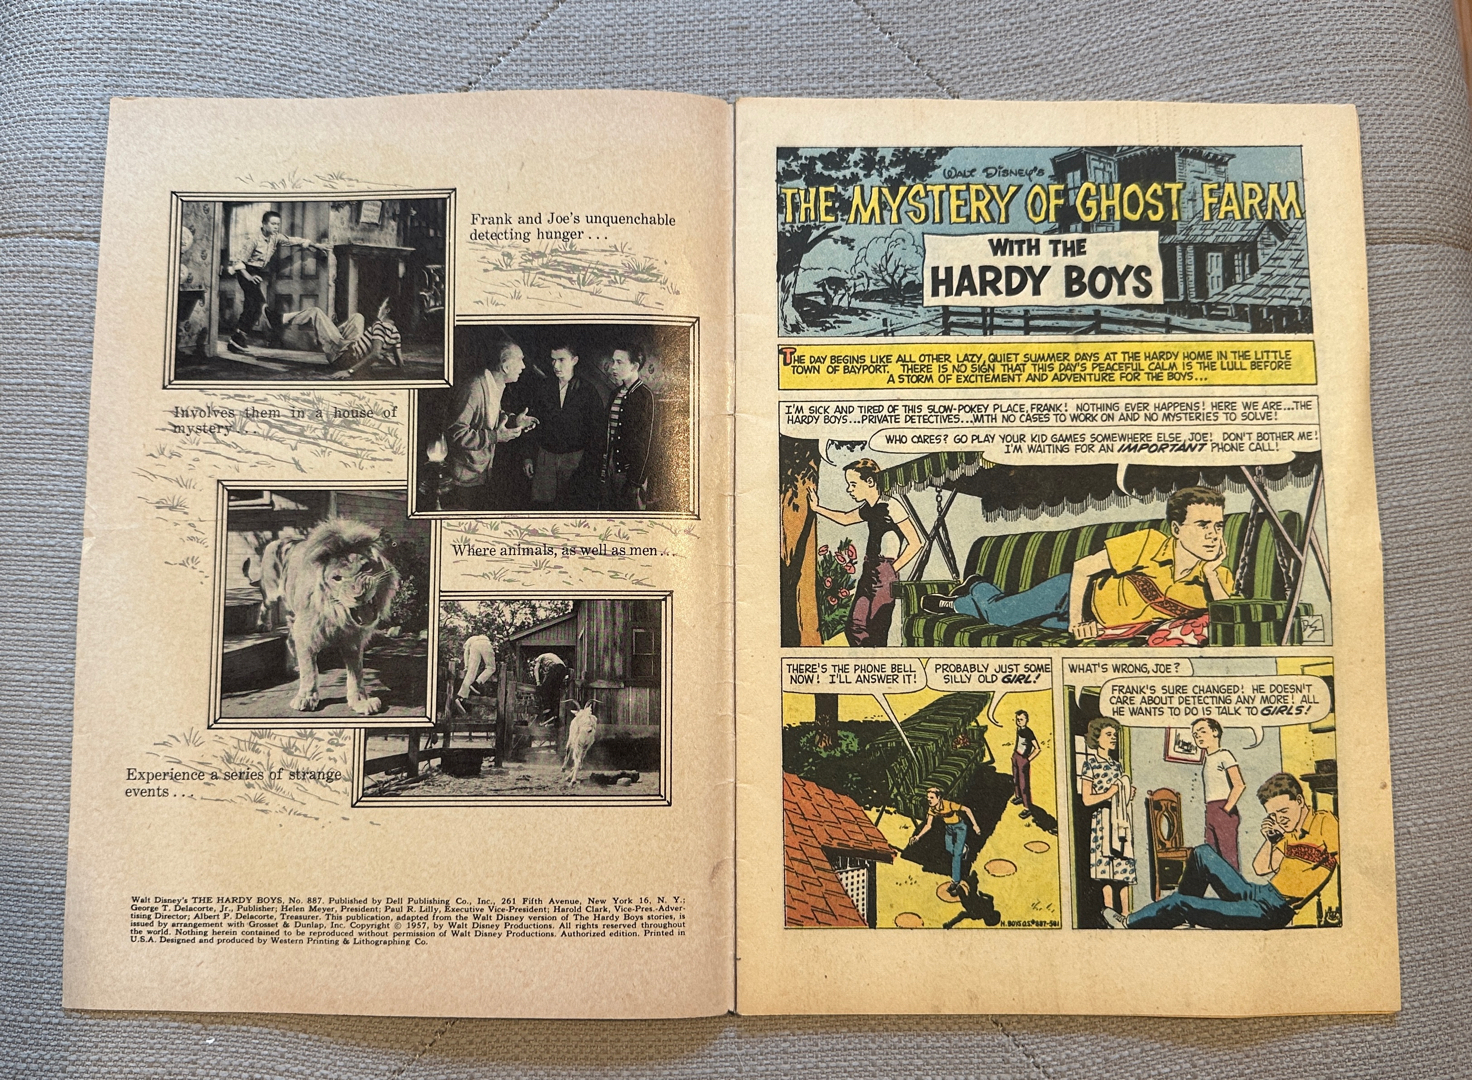 Frank and Joe's unquenchable
detecting hunger . . .
Involves them in a house of
mystery . . .
Where animals, as well as men . . .
Experience a series of strange
events . . .
Walt Disney's THE HARDY BOYS, No. 887. Published by Dell Publishing Co., Inc., 261 Fifth Avenue, New York 16, N. Y.;
George T. Delacorte, Jr., Publisher; Helen Meyer, President; Paul R. Lilly, Executive Vice-President; Harold Clark, Vice-Pres.-Adver-
tising Director; Albert P. Delacorte, Treasurer. This publication, adapted from the Walt Disney version of The Hardy Boys stories, is
issued by arrangement with Grosset & Dunlap, Inc. Copyright © 1957, by Walt Disney Productions. All rights reserved throughout
the world. Nothing herein contained to be reproduced without permission of Walt Disney Productions. Authorized edition. Printed in
U.S.A. Designed and produced by Western Printing & Lithographing Co.
WALT DISNEY'S
THE MYSTERY OF GHOST FARM
WITH THE
HARDY BOYS
THE DAY BEGINS LIKE ALL OTHER LAZY, QUIET SUMMER DAYS AT THE HARDY HOME IN THE LITTLE
TOWN OF BAYPORT. THERE IS NO SIGN THAT THIS DAY'S PEACEFUL CALM IS THE LULL BEFORE
A STORM OF EXCITEMENT AND ADVENTURE FOR THE BOYS...
I'M SICK AND TIRED OF THIS SLOW-POKEY PLACE, FRANK! NOTHING EVER HAPPENS! HERE WE ARE...THE
HARDY BOYS...PRIVATE DETECTIVES...WITH NO CASES TO WORK ON AND NO MYSTERIES TO SOLVE!
WHO CARES? GO PLAY YOUR KID GAMES SOMEWHERE ELSE, JOE! DON'T BOTHER ME!
I'M WAITING FOR AN IMPORTANT PHONE CALL!
THERE'S THE PHONE BELL
NOW! I'LL ANSWER IT!
PROBABLY JUST SOME
SILLY OLD GIRL!
H. BOYS O.S. #887-581
WHAT'S WRONG, JOE?
FRANK'S SURE CHANGED! HE DOESN'T
CARE ABOUT DETECTING ANY MORE! ALL
HE WANTS TO DO IS TALK TO GIRLS!